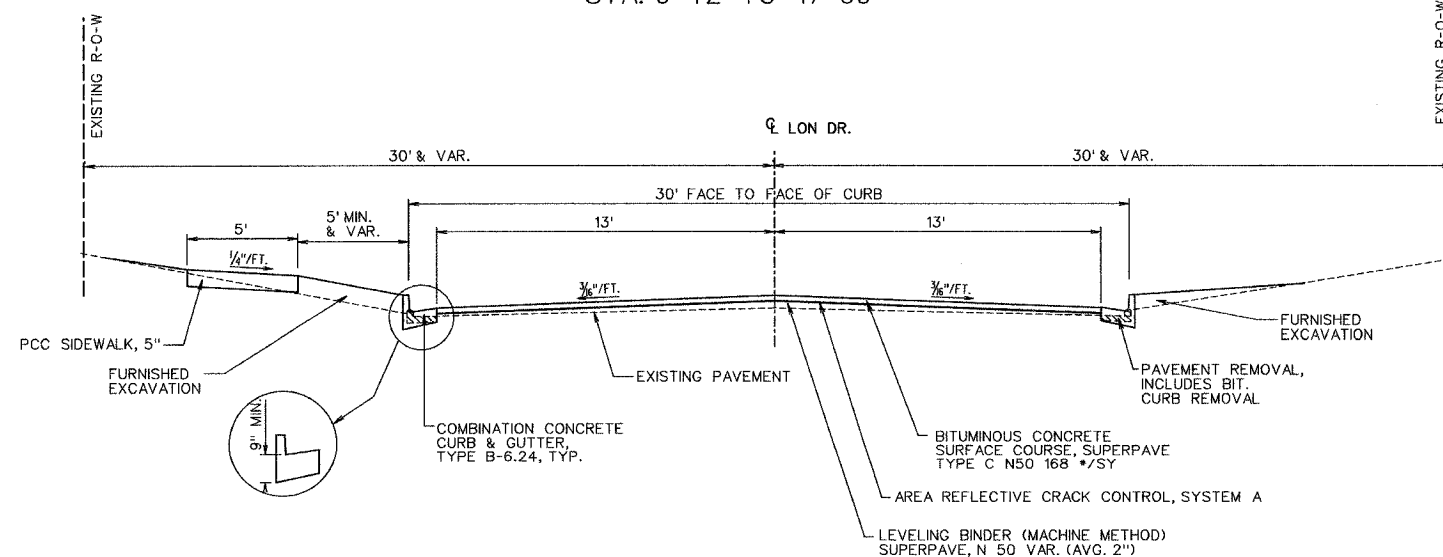 EXISTING R-O-W
EXISTING R-O-W
℄ LON DR.
30' & VAR.
30' & VAR.
30' FACE TO FACE OF CURB
5'
5' MIN.
& VAR.
13'
13'
1/4"/FT.
3/16"/FT.
3/16"/FT.
PCC SIDEWALK, 5"
FURNISHED
EXCAVATION
EXISTING PAVEMENT
FURNISHED
EXCAVATION
PAVEMENT REMOVAL,
INCLUDES BIT.
CURB REMOVAL
9" MIN.
COMBINATION CONCRETE
CURB & GUTTER,
TYPE B-6.24, TYP.
BITUMINOUS CONCRETE
SURFACE COURSE, SUPERPAVE
TYPE C N50 168 */SY
AREA REFLECTIVE CRACK CONTROL, SYSTEM A
LEVELING BINDER (MACHINE METHOD)
SUPERPAVE, N 50 VAR. (AVG. 2")